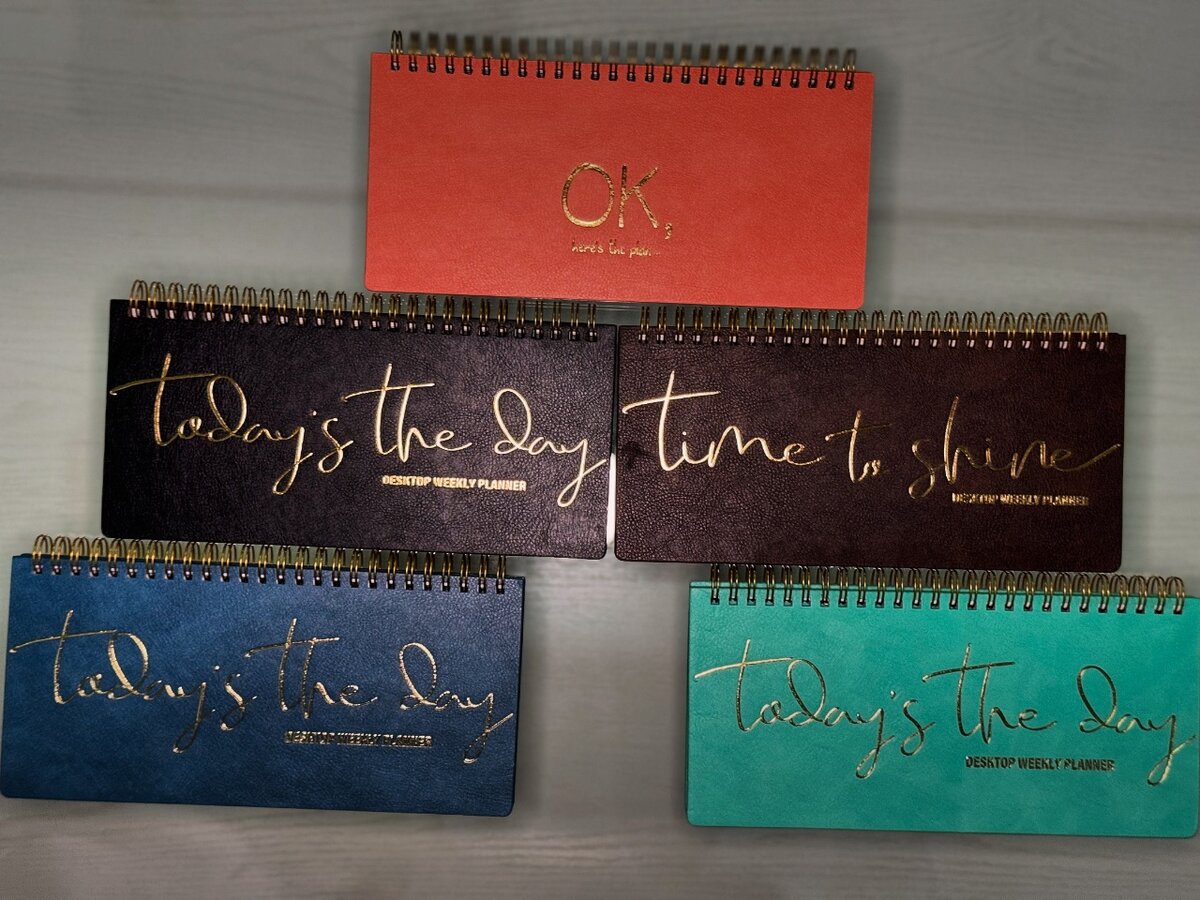 OK,
here's the plan...
today's the day
DESKTOP WEEKLY PLANNER
time to shine
DESKTOP WEEKLY PLANNER
today's the day
DESKTOP WEEKLY PLANNER
today's the day
DESKTOP WEEKLY PLANNER